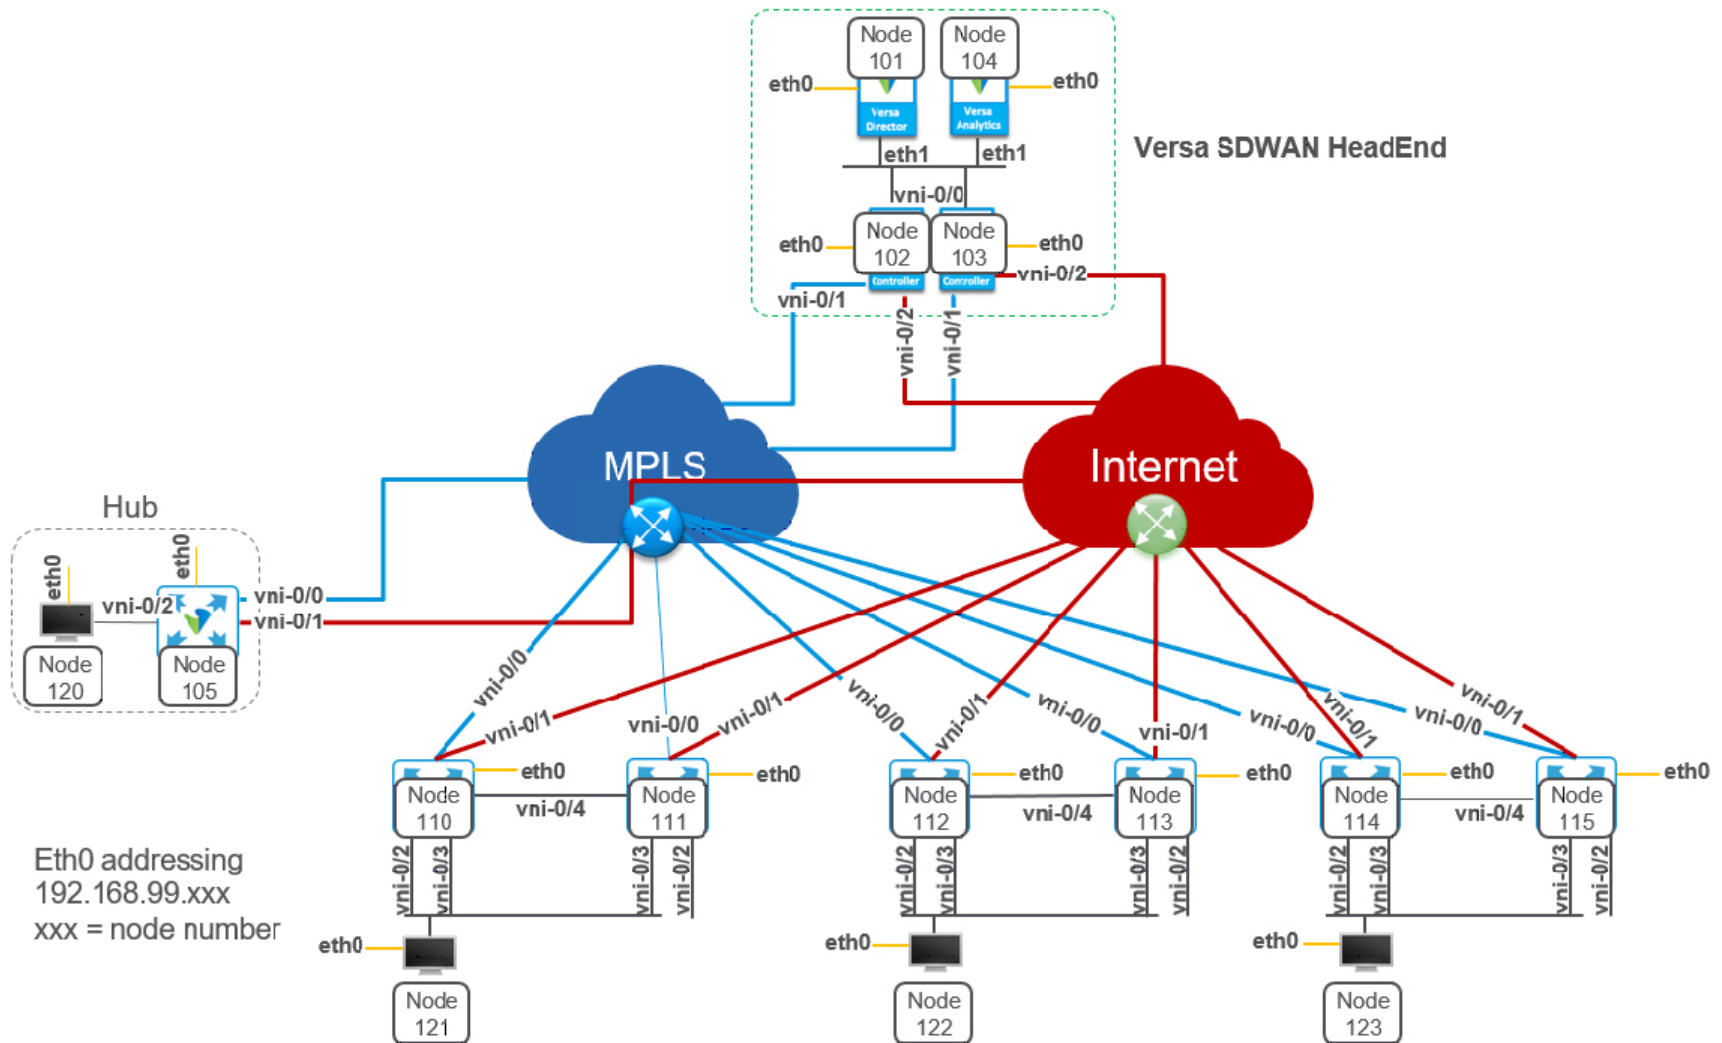 Node
101
Node
104
eth0
eth0
Versa
Director
Versa
Analytics
eth1
eth1
Versa SDWAN HeadEnd
vni-0/0
Node
102
Node
103
eth0
eth0
Controller
Controller
vni-0/2
vni-0/1
vni-0/2
vni-0/1
MPLS
Internet
Hub
eth0
eth0
vni-0/2
vni-0/0
vni-0/1
Node
120
Node
105
vni-0/0
vni-0/1
vni-0/0
vni-0/1
vni-0/0
vni-0/1
vni-0/0
vni-0/1
vni-0/0
vni-0/1
vni-0/0
vni-0/1
eth0
eth0
eth0
eth0
eth0
eth0
Node
110
vni-0/4
Node
111
Node
112
vni-0/4
Node
113
Node
114
vni-0/4
Node
115
vni-0/2
vni-0/3
vni-0/3
vni-0/2
vni-0/2
vni-0/3
vni-0/3
vni-0/2
vni-0/2
vni-0/3
vni-0/3
vni-0/2
Eth0 addressing
192.168.99.xxx
xxx = node number
eth0
eth0
eth0
Node
121
Node
122
Node
123